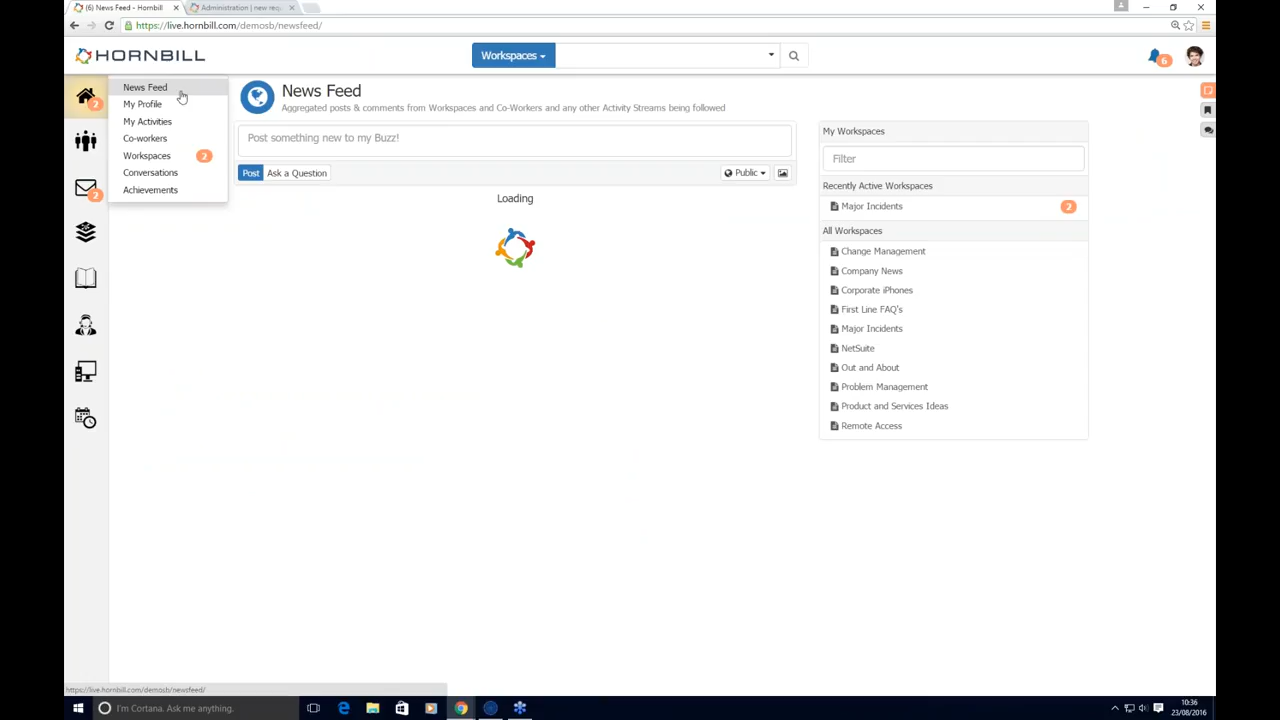 (6) News Feed - Hornbill
Administration | new req
https://live.hornbill.com/demosb/newsfeed/
HORNBILL
Workspaces
6
2
News Feed
My Profile
My Activities
Co-workers
Workspaces 2
Conversations
Achievements
2
News Feed
Aggregated posts & comments from Workspaces and Co-Workers and any other Activity Streams being followed
Post something new to my Buzz!
Post Ask a Question Public
Loading
My Workspaces
Filter
Recently Active Workspaces
Major Incidents 2
All Workspaces
Change Management
Company News
Corporate iPhones
First Line FAQ's
Major Incidents
NetSuite
Out and About
Problem Management
Product and Services Ideas
Remote Access
https://live.hornbill.com/demosb/newsfeed/
I'm Cortana. Ask me anything.
10:36
23/08/2016